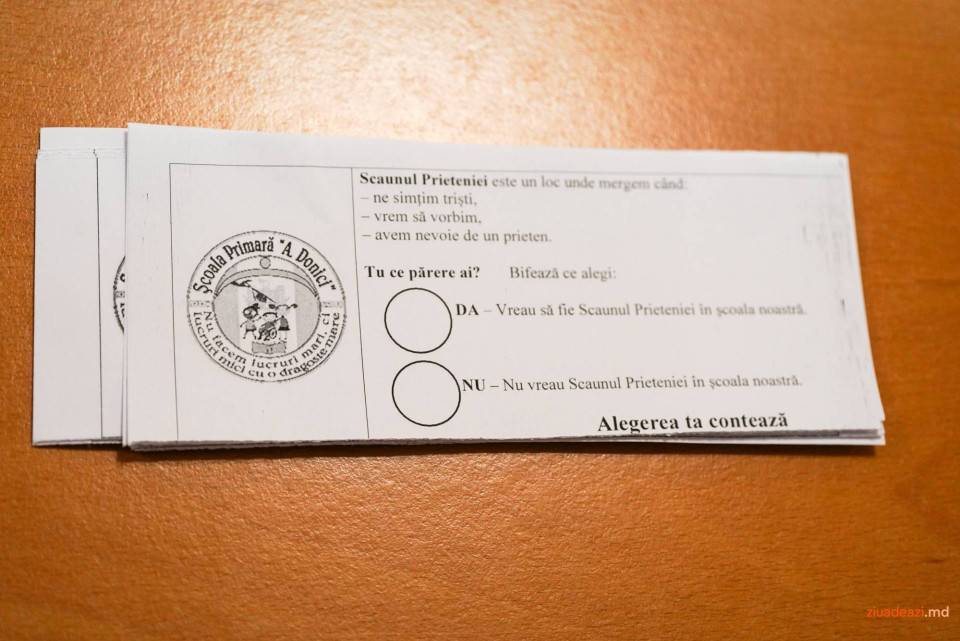 Școala Primară "A. Donici"
Nu facem lucruri mari, ci
lucruri mici cu o dragoste mare
Scaunul Prieteniei este un loc unde mergem când:
– ne simțim triști,
– vrem să vorbim,
– avem nevoie de un prieten.
Tu ce părere ai? Bifează ce alegi:
DA – Vreau să fie Scaunul Prieteniei în școala noastră.
NU – Nu vreau Scaunul Prieteniei în școala noastră.
Alegerea ta contează
ziuadeazi.md